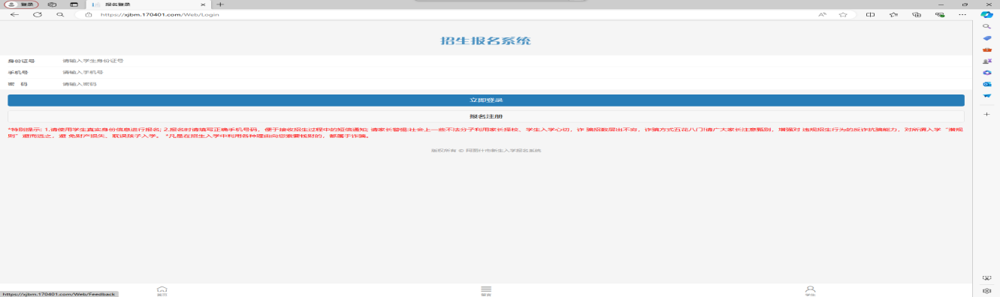 登录
报名登录
https://xjbm.170401.com/Web/Login
招生报名系统
身份证号 请输入学生身份证号
手机号 请输入手机号
密 码 请输入密码
立即登录
报名注册
*特别提示: 1.请使用学生真实身份信息进行报名; 2.报名时请填写正确手机号码，便于接收招生过程中的短信通知; 请家长警惕:社会上一些不法分子利用家长择校、学生入学心切，诈 骗招数层出不穷，诈骗方式五花八门!请广大家长注意甄别，增强对 违规招生行为的反诈抗骗能力，对所谓入学“潜规
则”避而远之，避 免财产损失、耽误孩子入学。 *凡是在招生入学中利用各种理由向您索要钱财的，都属于诈骗。
版权所有 © 阿图什市新生入学报名系统
首页 留言 学生
https://xjbm.170401.com/Web/Feedback